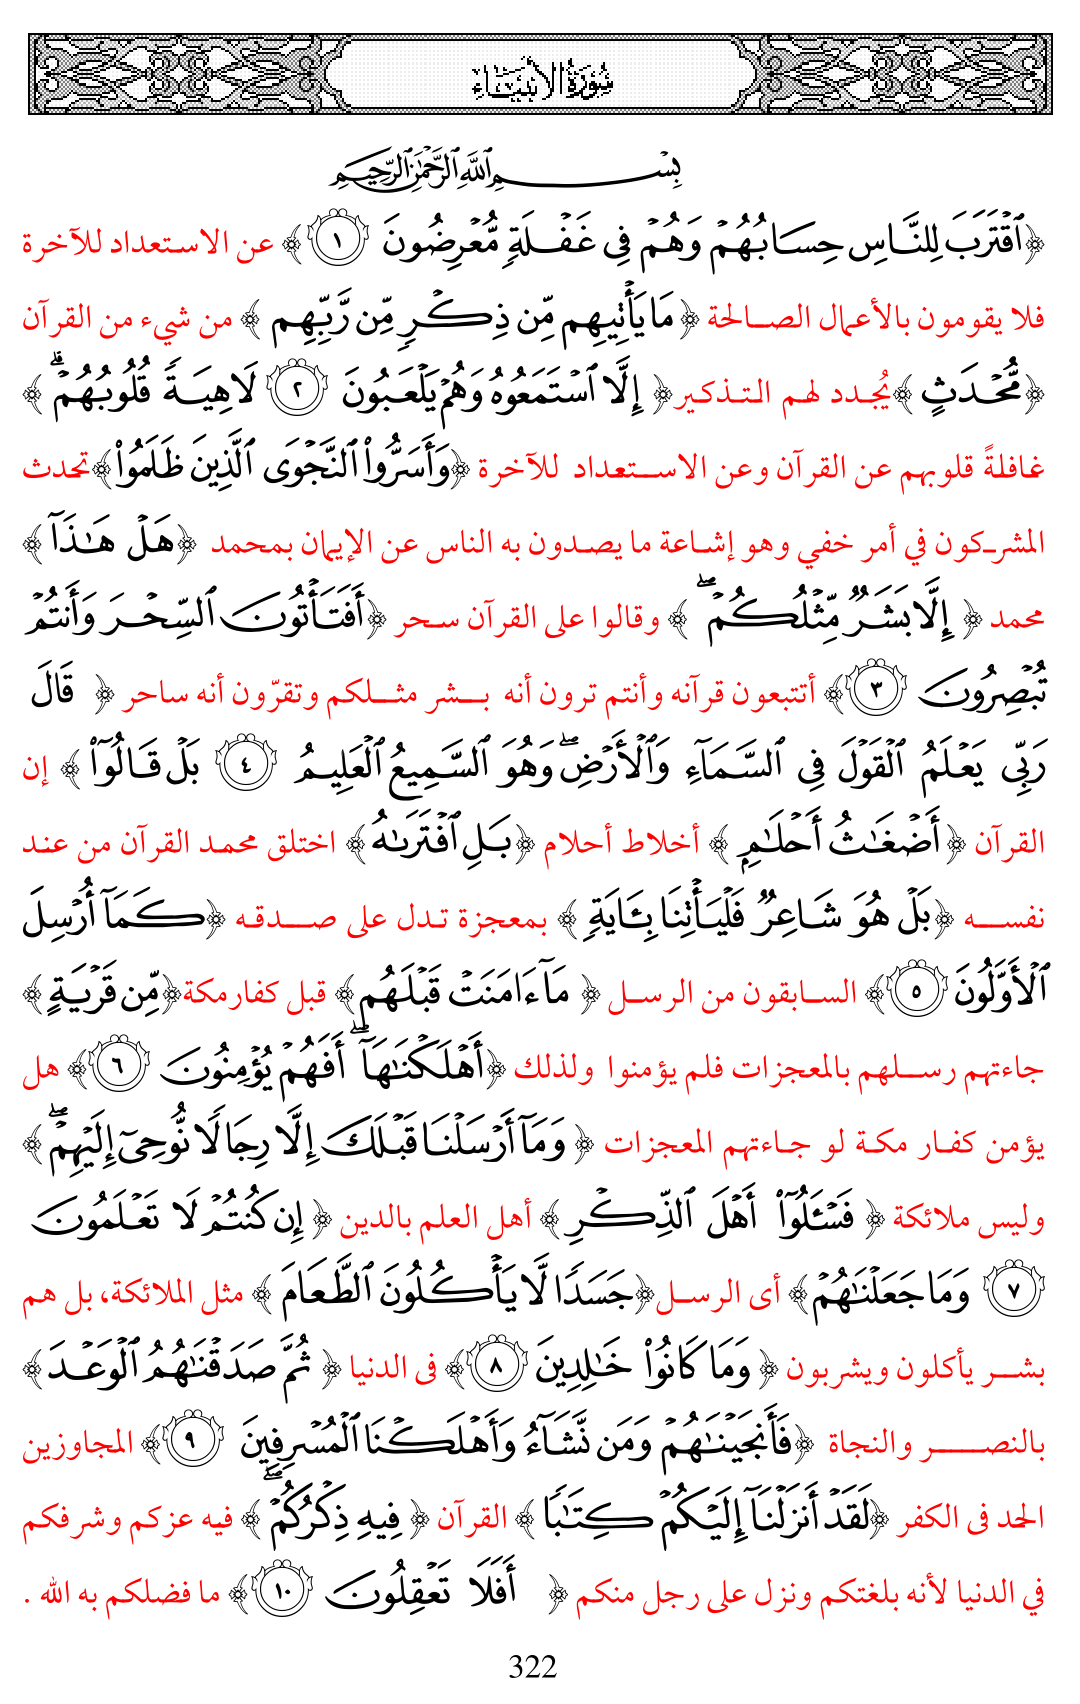 سُورَةُ الأَنبِيَاء
بِسْمِ ٱللَّهِ ٱلرَّحْمَٰنِ ٱلرَّحِيمِ
﴿ٱقْتَرَبَ لِلنَّاسِ حِسَابُهُمْ وَهُمْ فِى غَفْلَةٍ مُّعْرِضُونَ ١﴾ عن الاستعداد للآخرة
فلا يقومون بالأعمال الصالحة ﴿مَا يَأْتِيهِم مِّن ذِكْرٍ مِّن رَّبِّهِم﴾ من شيء من القرآن
﴿مُّحْدَثٍ﴾ يُجدد لهم التذكير ﴿إِلَّا ٱسْتَمَعُوهُ وَهُمْ يَلْعَبُونَ ٢ لَاهِيَةً قُلُوبُهُمْ ۗ﴾
غافلةً قلوبهم عن القرآن وعن الاستعداد للآخرة ﴿وَأَسَرُّوا۟ ٱلنَّجْوَى ٱلَّذِينَ ظَلَمُوا۟﴾ تحدث
المشركون في أمر خفي وهو إشاعة ما يصدون به الناس عن الإيمان بمحمد ﴿هَلْ هَٰذَآ﴾
محمد ﴿إِلَّا بَشَرٌ مِّثْلُكُمْ ۖ﴾ وقالوا على القرآن سحر ﴿أَفَتَأْتُونَ ٱلسِّحْرَ وَأَنتُمْ
تُبْصِرُونَ ٣﴾ أتتبعون قرآنه وأنتم ترون أنه بشر مثلكم وتقرّون أنه ساحر ﴿قَالَ
رَبِّى يَعْلَمُ ٱلْقَوْلَ فِى ٱلسَّمَآءِ وَٱلْأَرْضِ ۖ وَهُوَ ٱلسَّمِيعُ ٱلْعَلِيمُ ٤ بَلْ قَالُوٓا۟﴾ إن
القرآن ﴿أَضْغَٰثُ أَحْلَٰمٍ﴾ أخلاط أحلام ﴿بَلِ ٱفْتَرَىٰهُ﴾ اختلق محمد القرآن من عند
نفسه ﴿بَلْ هُوَ شَاعِرٌ فَلْيَأْتِنَا بِـَٔايَةٍ﴾ بمعجزة تدل على صدقه ﴿كَمَآ أُرْسِلَ
ٱلْأَوَّلُونَ ٥﴾ السابقون من الرسل ﴿مَآ ءَامَنَتْ قَبْلَهُم﴾ قبل كفار مكة ﴿مِّن قَرْيَةٍ﴾
جاءتهم رسلهم بالمعجزات فلم يؤمنوا ولذلك ﴿أَهْلَكْنَٰهَآ ۖ أَفَهُمْ يُؤْمِنُونَ ٦﴾ هل
يؤمن كفار مكة لو جاءتهم المعجزات ﴿وَمَآ أَرْسَلْنَا قَبْلَكَ إِلَّا رِجَالًا نُّوحِىٓ إِلَيْهِمْ ۖ﴾
وليس ملائكة ﴿فَسْـَٔلُوٓا۟ أَهْلَ ٱلذِّكْرِ﴾ أهل العلم بالدين ﴿إِن كُنتُمْ لَا تَعْلَمُونَ
٧ وَمَا جَعَلْنَٰهُمْ﴾ أى الرسل ﴿جَسَدًا لَّا يَأْكُلُونَ ٱلطَّعَامَ﴾ مثل الملائكة، بل هم
بشر يأكلون ويشربون ﴿وَمَا كَانُوا۟ خَٰلِدِينَ ٨﴾ فى الدنيا ﴿ثُمَّ صَدَقْنَٰهُمُ ٱلْوَعْدَ﴾
بالنصر والنجاة ﴿فَأَنجَيْنَٰهُمْ وَمَن نَّشَآءُ وَأَهْلَكْنَا ٱلْمُسْرِفِينَ ٩﴾ المجاوزين
الحد فى الكفر ﴿لَقَدْ أَنزَلْنَآ إِلَيْكُمْ كِتَٰبًا﴾ القرآن ﴿فِيهِ ذِكْرُكُمْ ۖ﴾ فيه عزكم وشرفكم
في الدنيا لأنه بلغتكم ونزل على رجل منكم ﴿أَفَلَا تَعْقِلُونَ ١٠﴾ ما فضلكم به الله .
322